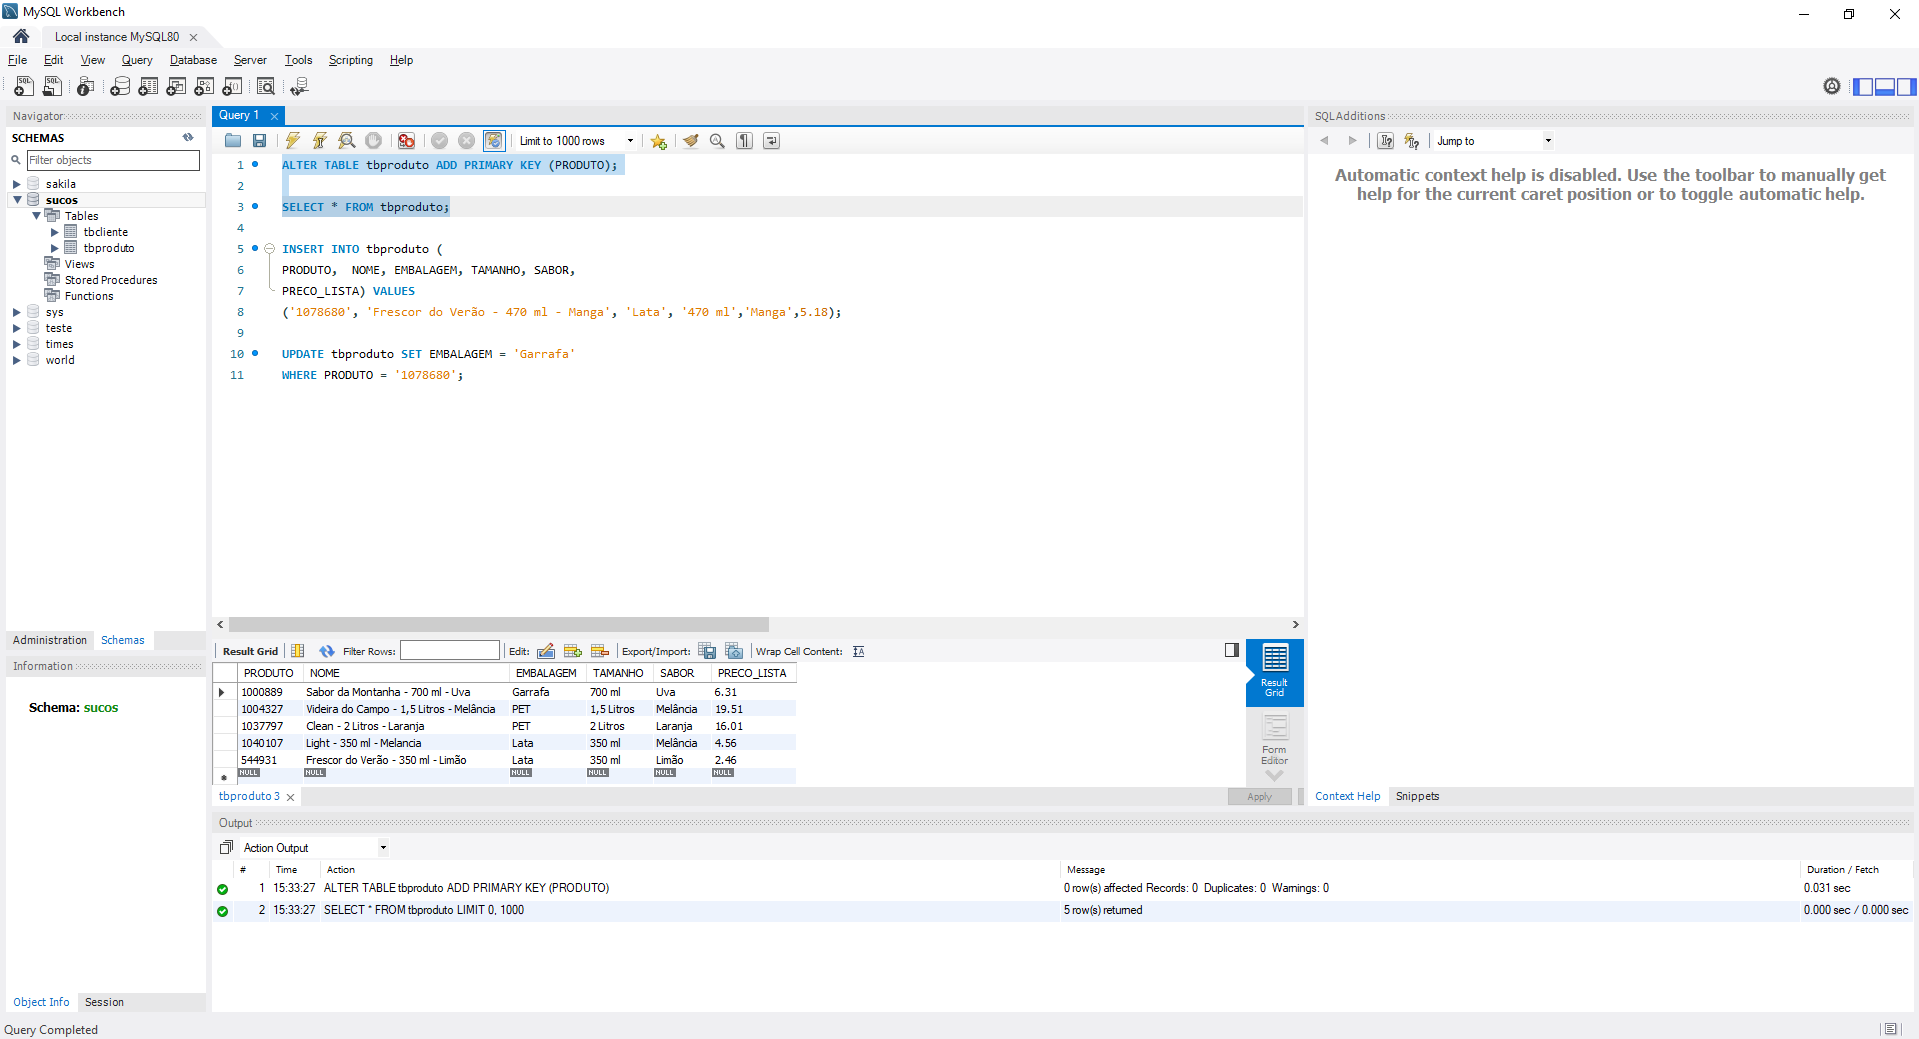 MySQL Workbench
Local instance MySQL80
File Edit View Query Database Server Tools Scripting Help
Navigator
SCHEMAS
Filter objects
sakila
sucos
Tables
tbcliente
tbproduto
Views
Stored Procedures
Functions
sys
teste
times
world
Administration Schemas
Information
Schema: sucos
Object Info Session
Query 1
Limit to 1000 rows
1 ALTER TABLE tbproduto ADD PRIMARY KEY (PRODUTO);
2
3 SELECT * FROM tbproduto;
4
5 INSERT INTO tbproduto (
6 PRODUTO, NOME, EMBALAGEM, TAMANHO, SABOR,
7 PRECO_LISTA) VALUES
8 ('1078680', 'Frescor do Verão - 470 ml - Manga', 'Lata', '470 ml','Manga',5.18);
9
10 UPDATE tbproduto SET EMBALAGEM = 'Garrafa'
11 WHERE PRODUTO = '1078680';
Result Grid Filter Rows: Edit: Export/Import: Wrap Cell Content:
PRODUTO NOME EMBALAGEM TAMANHO SABOR PRECO_LISTA
1000889 Sabor da Montanha - 700 ml - Uva Garrafa 700 ml Uva 6.31
1004327 Videira do Campo - 1,5 Litros - Melância PET 1,5 Litros Melância 19.51
1037797 Clean - 2 Litros - Laranja PET 2 Litros Laranja 16.01
1040107 Light - 350 ml - Melancia Lata 350 ml Melância 4.56
544931 Frescor do Verão - 350 ml - Limão Lata 350 ml Limão 2.46
NULL NULL NULL NULL NULL NULL
Result Grid
Form Editor
tbproduto 3
Apply
SQLAdditions
Jump to
Automatic context help is disabled. Use the toolbar to manually get
help for the current caret position or to toggle automatic help.
Context Help Snippets
Output
Action Output
# Time Action Message Duration / Fetch
1 15:33:27 ALTER TABLE tbproduto ADD PRIMARY KEY (PRODUTO) 0 row(s) affected Records: 0 Duplicates: 0 Warnings: 0 0.031 sec
2 15:33:27 SELECT * FROM tbproduto LIMIT 0, 1000 5 row(s) returned 0.000 sec / 0.000 sec
Query Completed